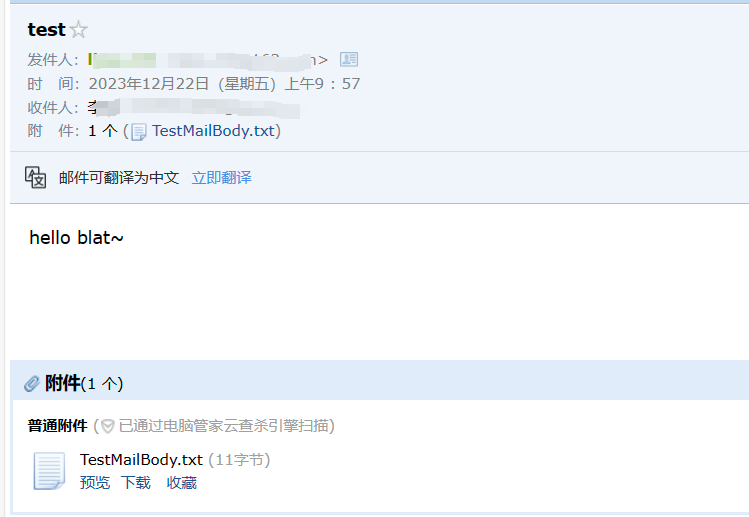 test
发件人：
时　间：2023年12月22日（星期五）上午9：57
收件人：李
附　件：1 个 (TestMailBody.txt)
邮件可翻译为中文 立即翻译
hello blat~
附件(1 个)
普通附件 (已通过电脑管家云查杀引擎扫描)
TestMailBody.txt (11字节)
预览 下载 收藏